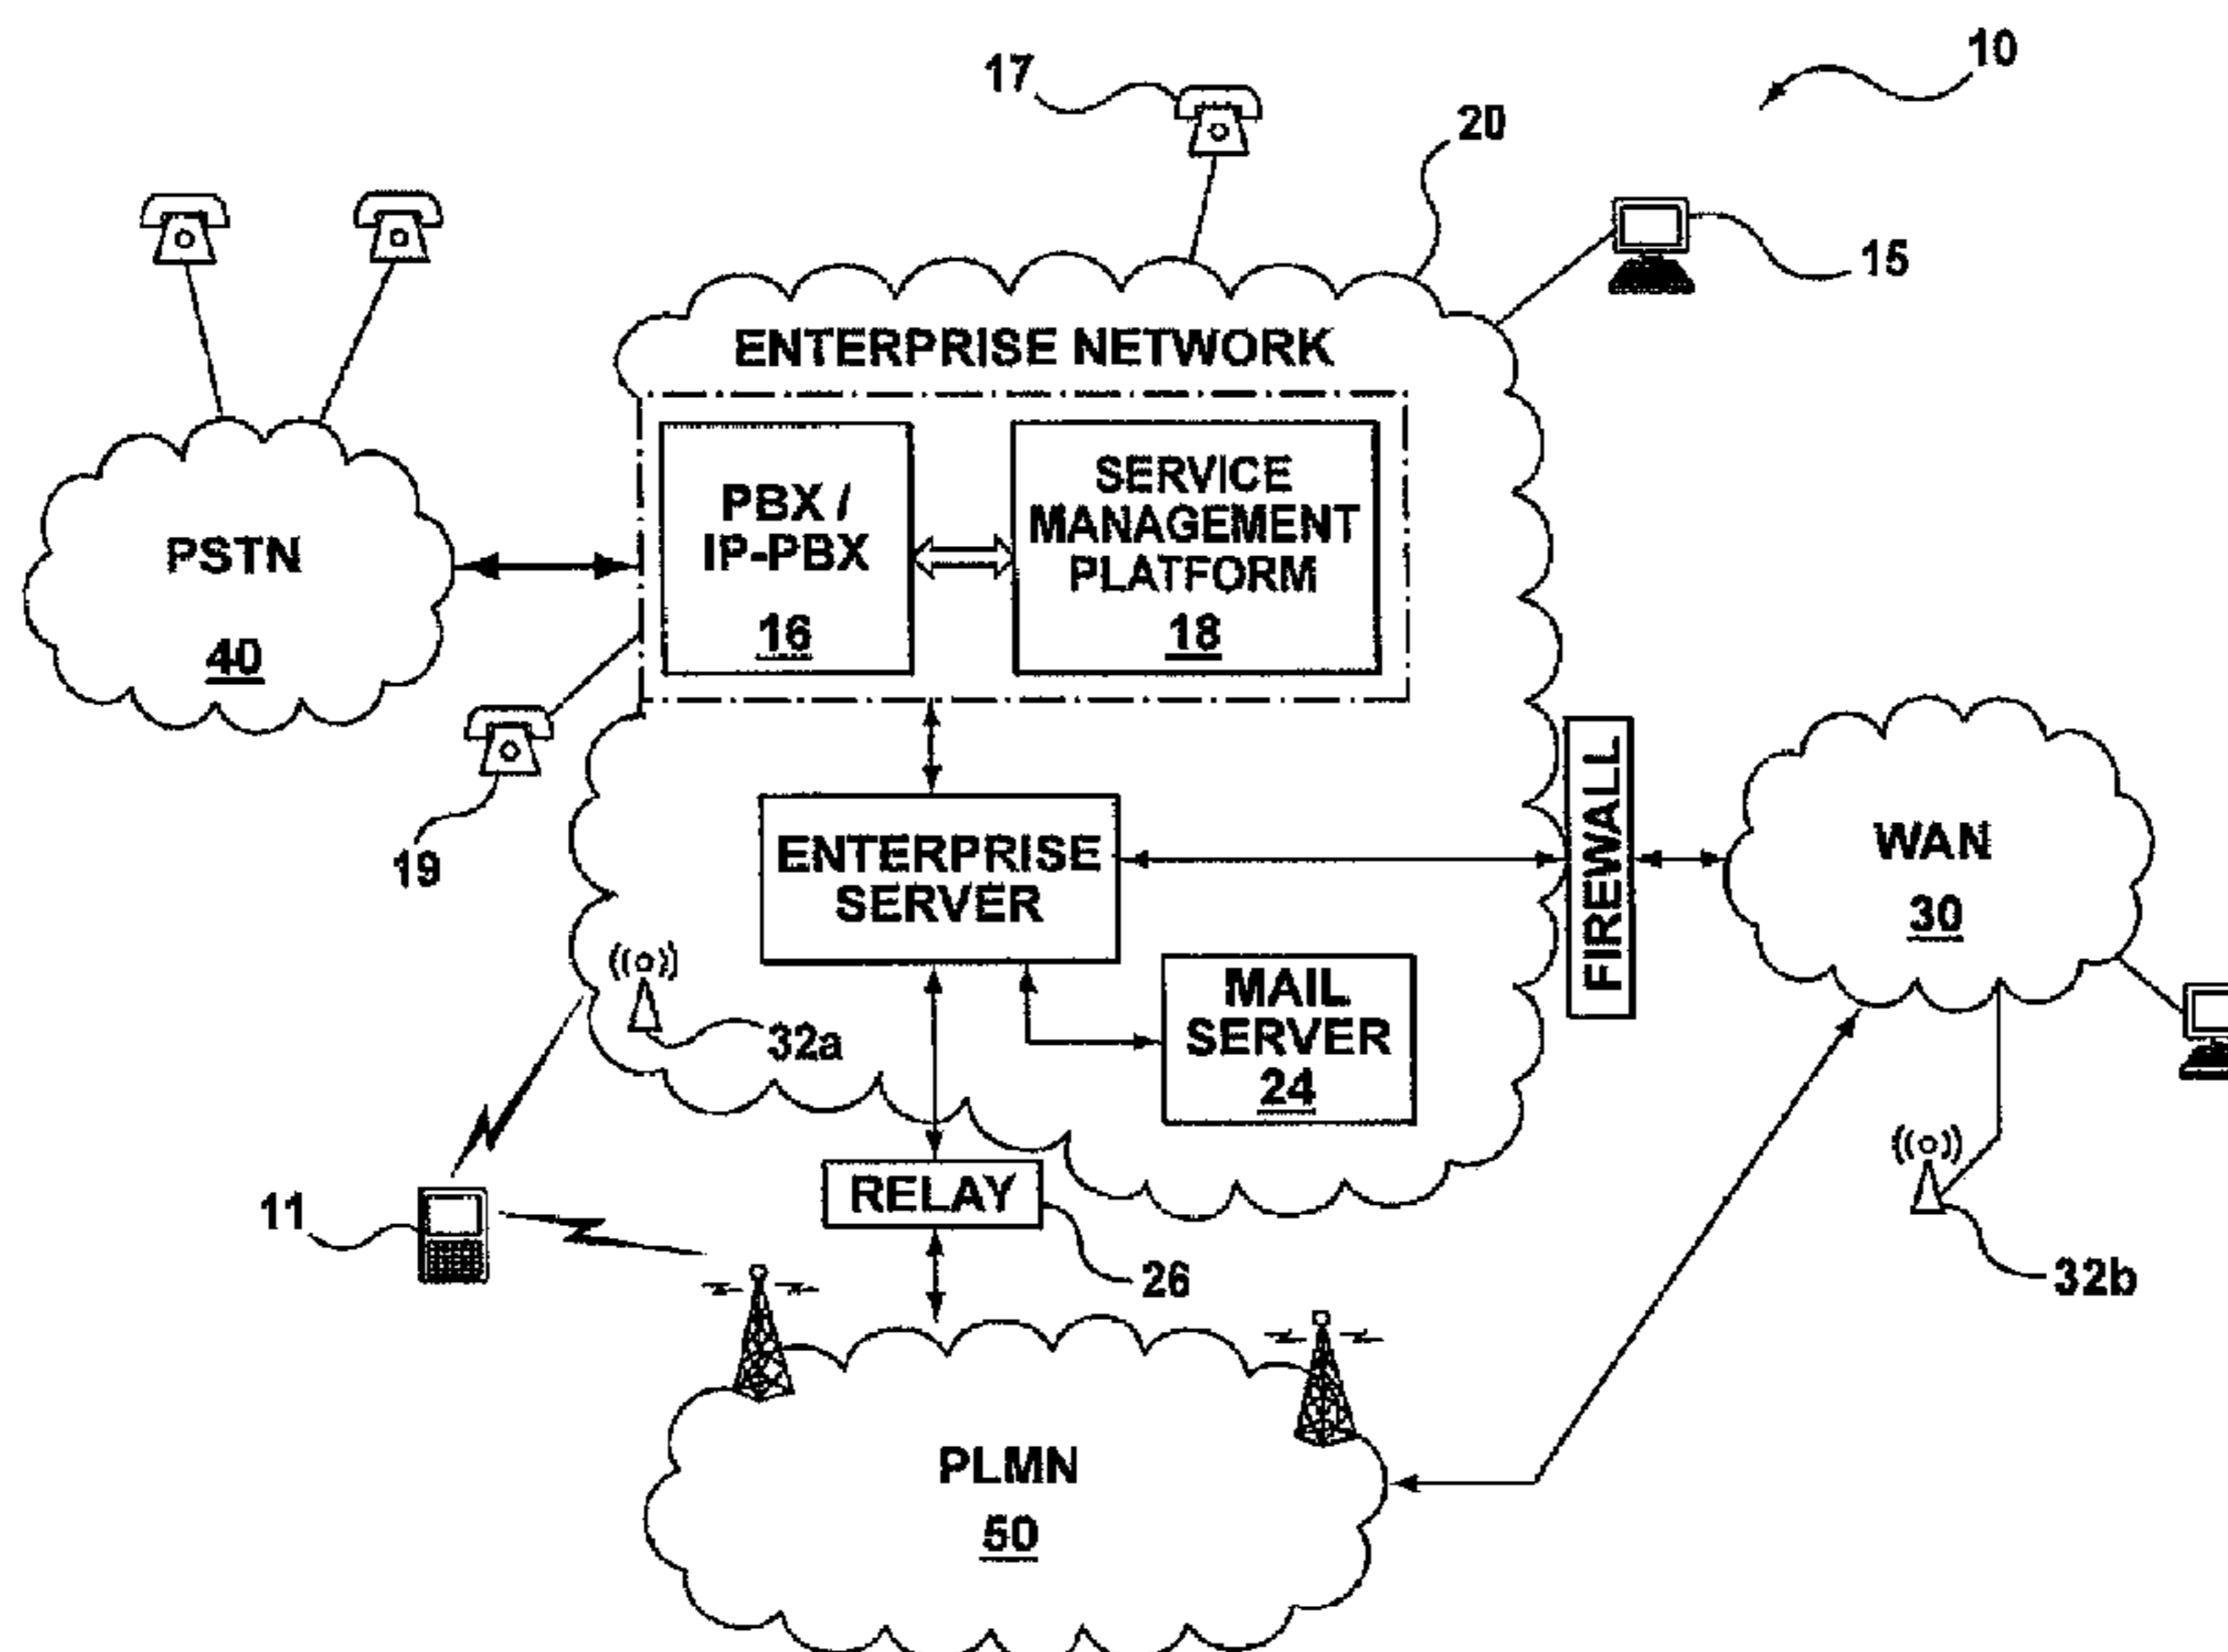 10
17
20
15
ENTERPRISE NETWORK
PBX /
IP-PBX
16
SERVICE
MANAGEMENT
PLATFORM
18
PSTN
40
19
ENTERPRISE
SERVER
FIREWALL
WAN
30
MAIL
SERVER
24
32a
11
RELAY
26
32b
PLMN
50